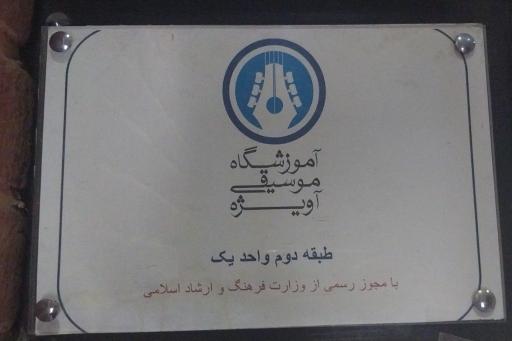 آموزشگاه
موسیقی
آویژه
طبقه دوم واحد یک
با مجوز رسمی از وزارت فرهنگ و ارشاد اسلامی